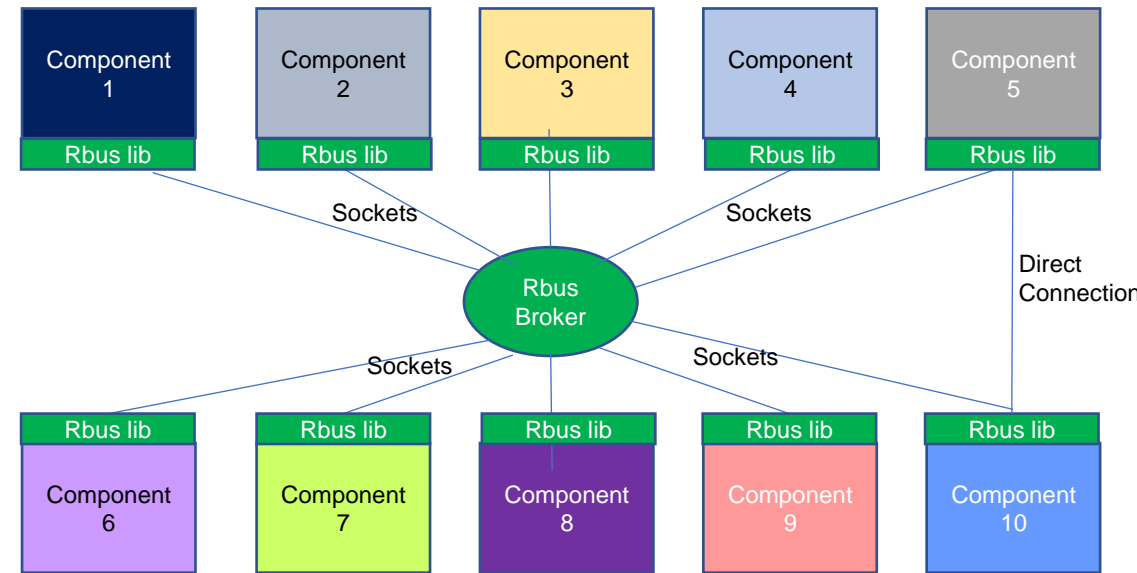 Component
1
Component
2
Component
3
Component
4
Component
5
Rbus lib
Rbus lib
Rbus lib
Rbus lib
Rbus lib
Sockets
Sockets
Rbus
Broker
Direct
Connection
Sockets
Sockets
Rbus lib
Rbus lib
Rbus lib
Rbus lib
Rbus lib
Component
6
Component
7
Component
8
Component
9
Component
10